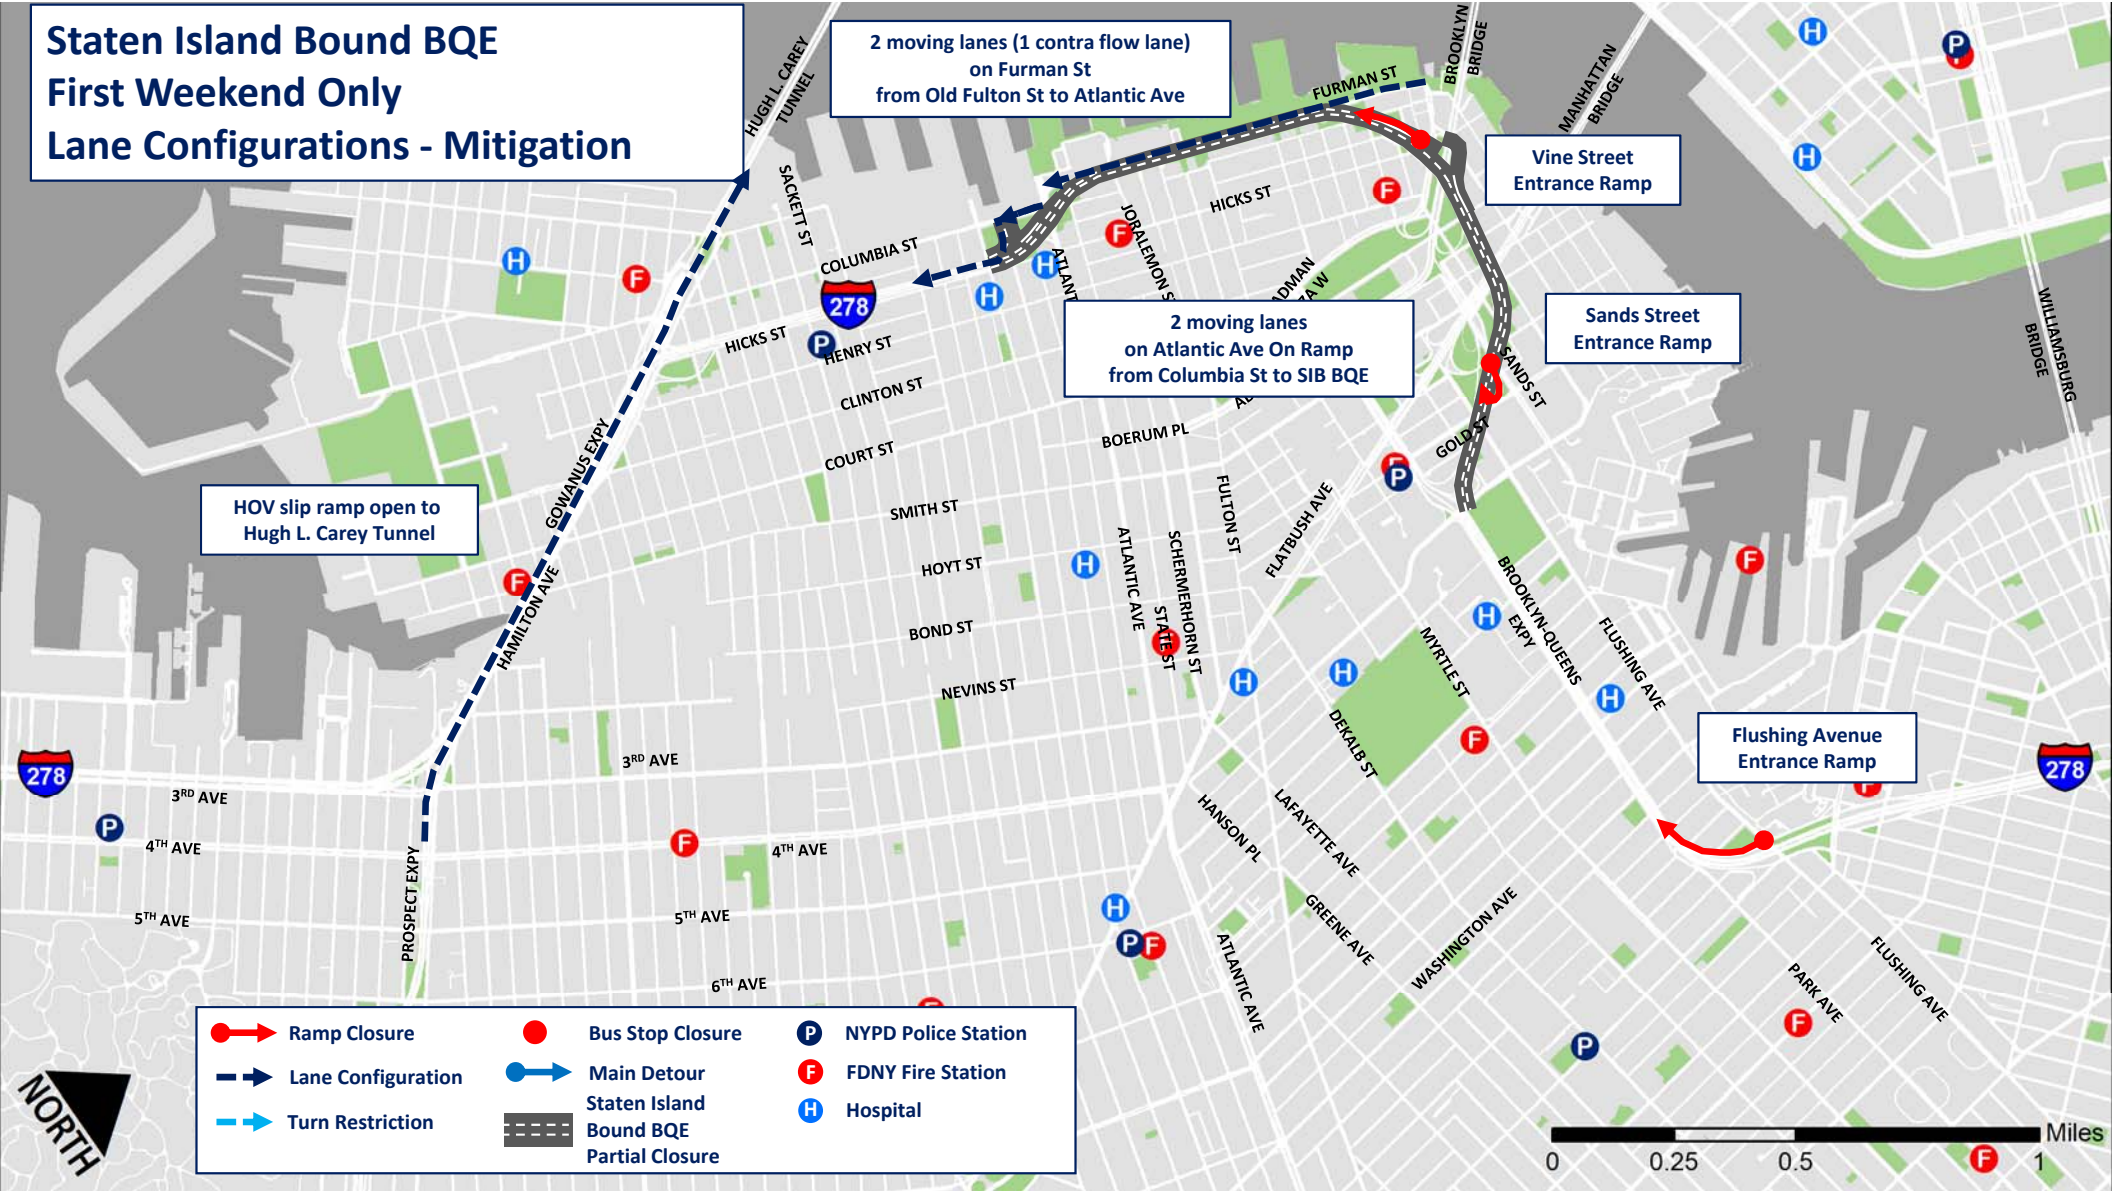 Staten Island Bound BQE
First Weekend Only
Lane Configurations - Mitigation
2 moving lanes (1 contra flow lane)
on Furman St
from Old Fulton St to Atlantic Ave
HUGH L. CAREY
TUNNEL
FURMAN ST
BROOKLYN
BRIDGE
MANHATTAN
BRIDGE
Vine Street
Entrance Ramp
SACKETT ST
COLUMBIA ST
HICKS ST
JORALEMON ST
278
HICKS ST
HENRY ST
CLINTON ST
COURT ST
2 moving lanes
on Atlantic Ave On Ramp
from Columbia St to SIB BQE
Sands Street
Entrance Ramp
WILLIAMSBURG
BRIDGE
SANDS ST
GOLD ST
BOERUM PL
HOV slip ramp open to
Hugh L. Carey Tunnel
GOWANUS EXPY
HAMILTON AVE
SMITH ST
HOYT ST
BOND ST
NEVINS ST
FULTON ST
FLATBUSH AVE
ATLANTIC AVE
STATE ST
SCHERMERHORN ST
BROOKLYN-QUEENS
EXPY
FLUSHING AVE
MYRTLE ST
DEKALB ST
Flushing Avenue
Entrance Ramp
278
278
3RD AVE
3RD AVE
4TH AVE
4TH AVE
5TH AVE
5TH AVE
6TH AVE
PROSPECT EXPY
HANSON PL
LAFAYETTE AVE
GREENE AVE
WASHINGTON AVE
ATLANTIC AVE
PARK AVE
FLUSHING AVE
NORTH
Ramp Closure
Lane Configuration
Turn Restriction
Bus Stop Closure
Main Detour
Staten Island
Bound BQE
Partial Closure
P NYPD Police Station
F FDNY Fire Station
H Hospital
Miles
0 0.25 0.5 1